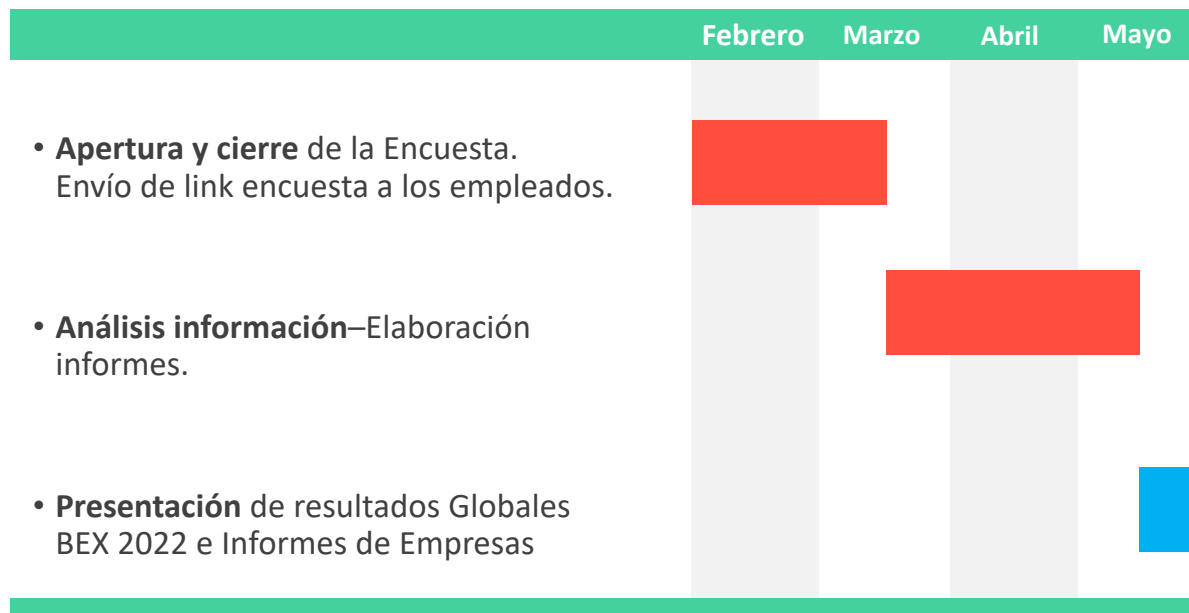 Febrero Marzo Abril Mayo
• Apertura y cierre de la Encuesta.
Envío de link encuesta a los empleados.
• Análisis información–Elaboración
informes.
• Presentación de resultados Globales
BEX 2022 e Informes de Empresas